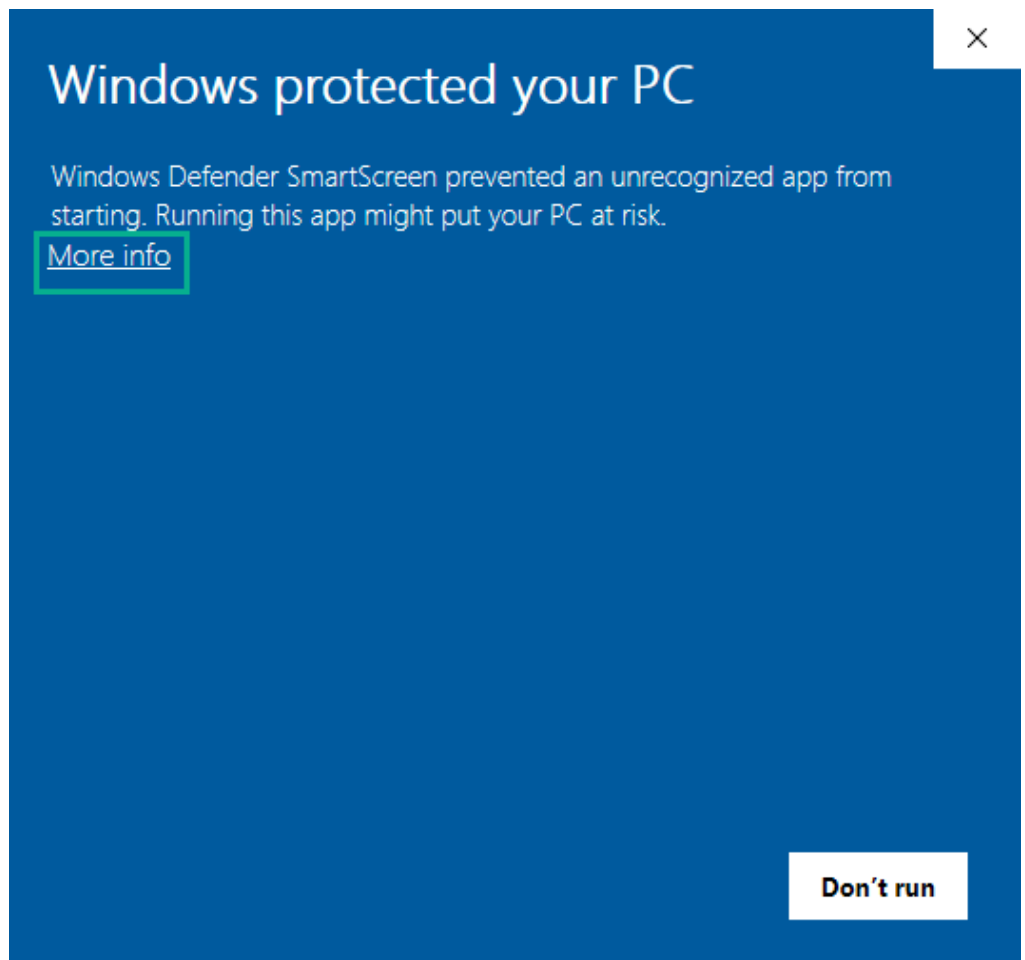 Windows protected your PC
Windows Defender SmartScreen prevented an unrecognized app from
starting. Running this app might put your PC at risk.
More info
Don't run